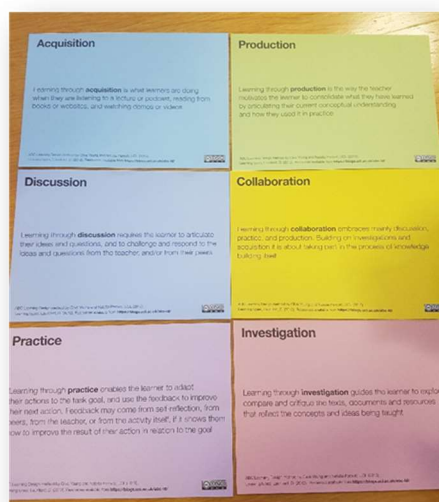 Acquisition
Learning through acquisition is what learners are doing
when they are listening to a lecture or podcast, reading from
books or websites, and watching demos or videos
Production
Learning through production is the way the teacher
motivates the learner to consolidate what they have learned
by articulating their current conceptual understanding
and how they used it in practice
Discussion
Learning through discussion requires the learner to articulate
their ideas and questions, and to challenge and respond to the
ideas and questions from the teacher, and/or from their peers
Collaboration
Learning through collaboration embraces mainly discussion,
practice, and production. Building on investigations and
acquisition it is about taking part in the process of knowledge
building itself
Practice
Learning through practice enables the learner to adapt
their actions to the task goal, and use the feedback to improve
their next action. Feedback may come from self-reflection, from
peers, from the teacher, or from the activity itself, if it shows them
how to improve the result of their action in relation to the goal
Investigation
Learning through investigation guides the learner to explore
compare and critique the texts, documents and resources
that reflect the concepts and ideas being taught